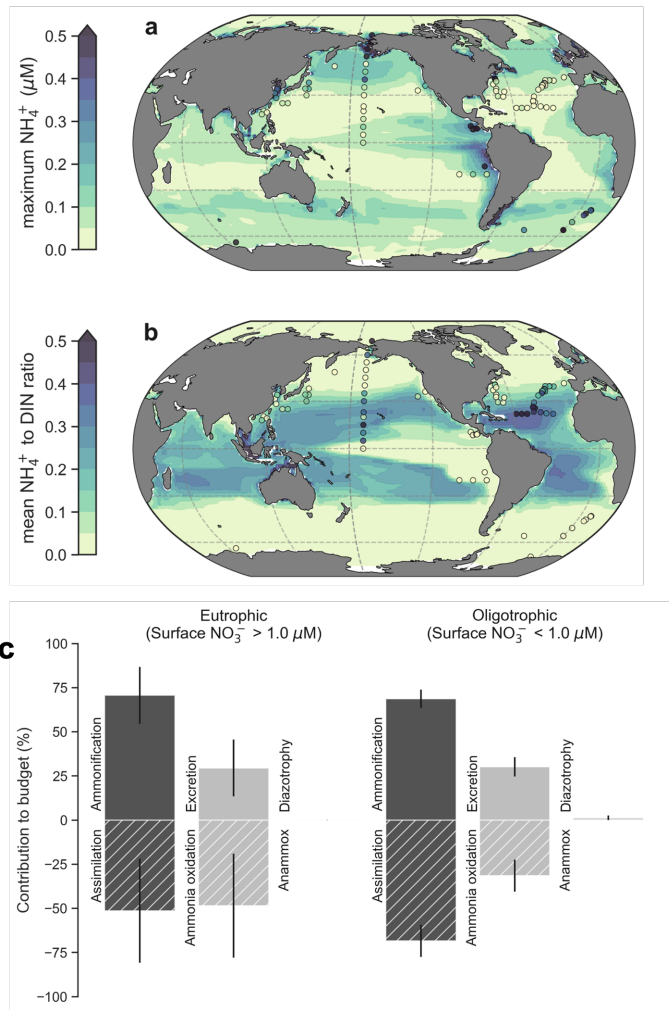 a
0.5
0.4
0.3
0.2
0.1
0.0
maximum NH₄⁺ (μM)
b
0.5
0.4
0.3
0.2
0.1
0.0
mean NH₄⁺ to DIN ratio
c
Eutrophic
(Surface NO₃⁻ > 1.0 μM)
Oligotrophic
(Surface NO₃⁻ < 1.0 μM)
100
75
50
25
0
−25
−50
−75
−100
Contribution to budget (%)
Ammonification
Excretion
Diazotrophy
Assimilation
Ammonia oxidation
Anammox
Ammonification
Excretion
Diazotrophy
Assimilation
Ammonia oxidation
Anammox